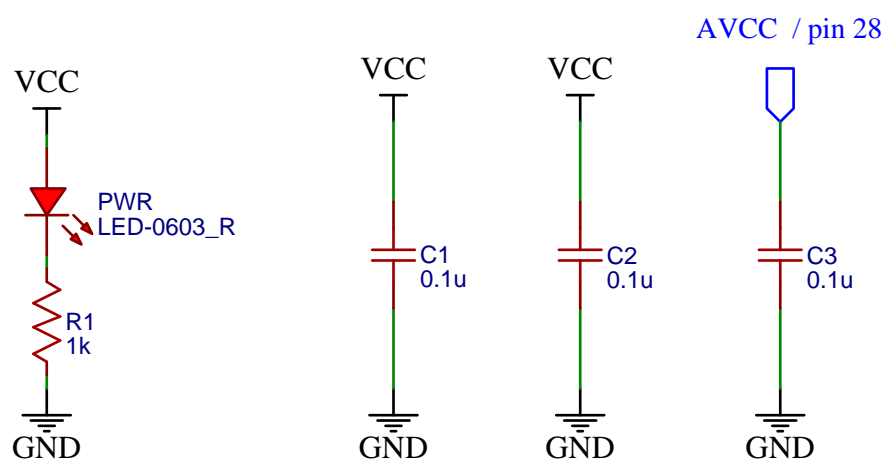 AVCC / pin 28
VCC
VCC
VCC
PWR
LED-0603_R
C1
0.1u
C2
0.1u
C3
0.1u
R1
1k
GND
GND
GND
GND